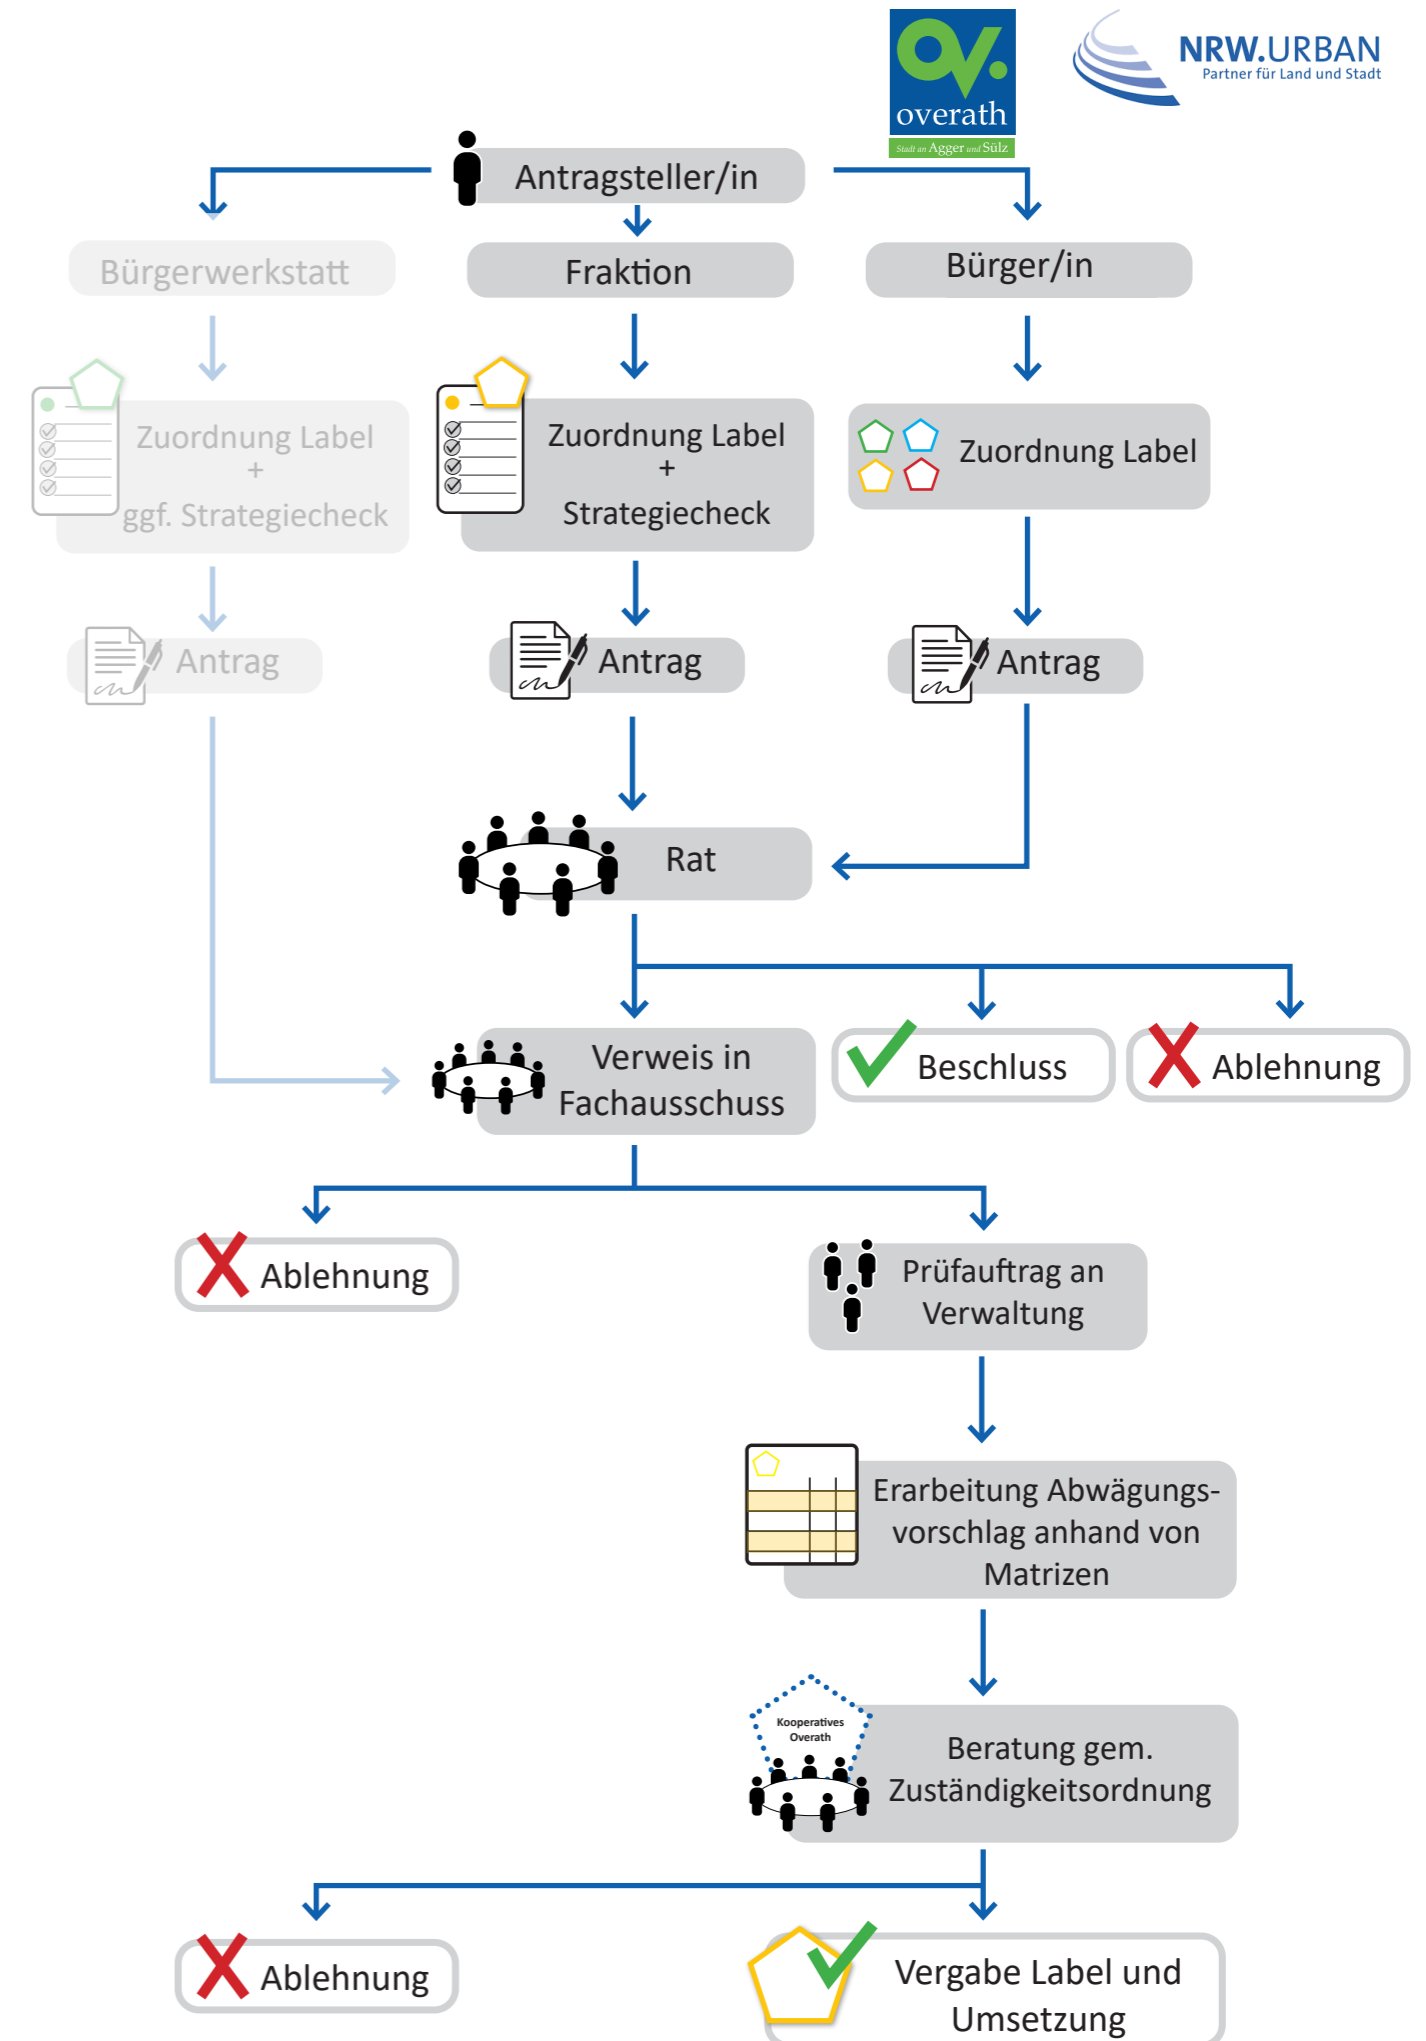 ov.
overath
Stadt an Agger und Sülz
NRW.URBAN
Partner für Land und Stadt
Antragsteller/in
Bürgerwerkstatt
Fraktion
Bürger/in
Zuordnung Label
+
ggf. Strategiecheck
Zuordnung Label
+
Strategiecheck
Zuordnung Label
Antrag
Antrag
Antrag
Rat
Verweis in
Fachausschuss
Beschluss
Ablehnung
Ablehnung
Prüfauftrag an
Verwaltung
Erarbeitung Abwägungs-
vorschlag anhand von
Matrizen
Kooperatives
Overath
Beratung gem.
Zuständigkeitsordnung
Ablehnung
Vergabe Label und
Umsetzung